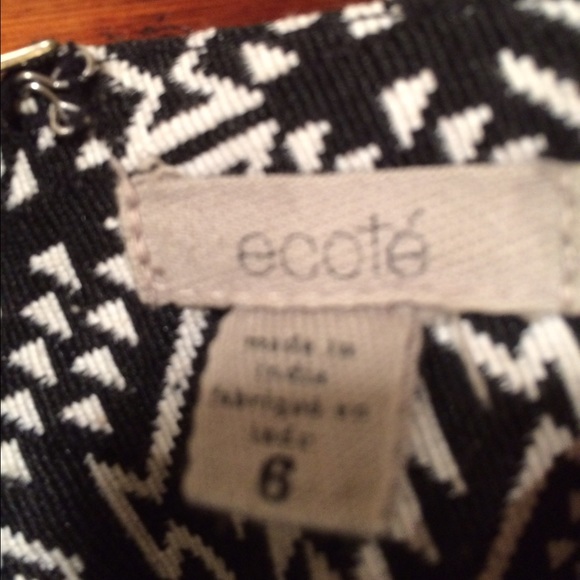 ecoté
made in
India
fabriqué en
Inde
6